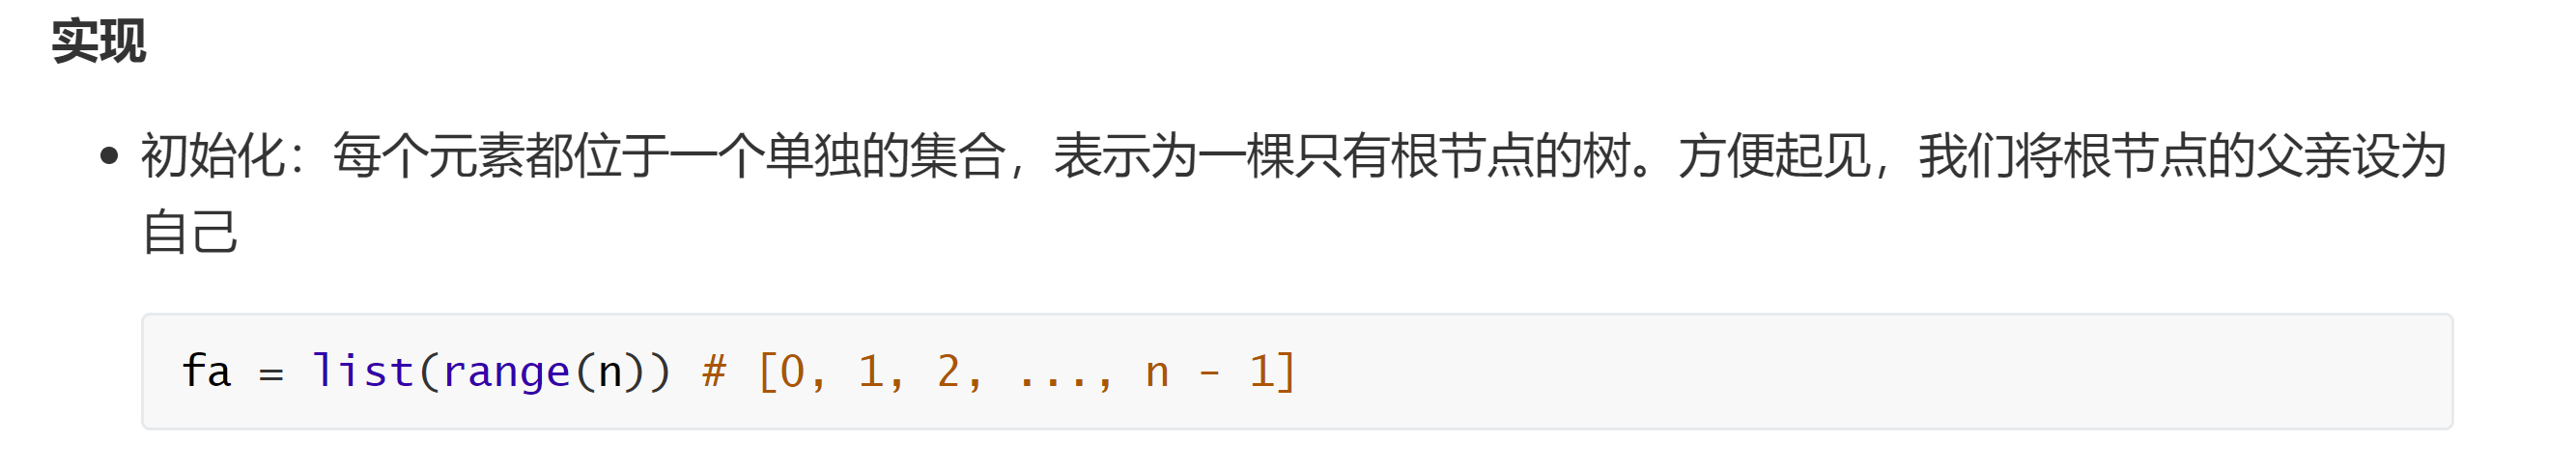 实现
初始化：每个元素都位于一个单独的集合，表示为一棵只有根节点的树。方便起见，我们将根节点的父亲设为
自己
fa = list(range(n)) # [0, 1, 2, ..., n - 1]